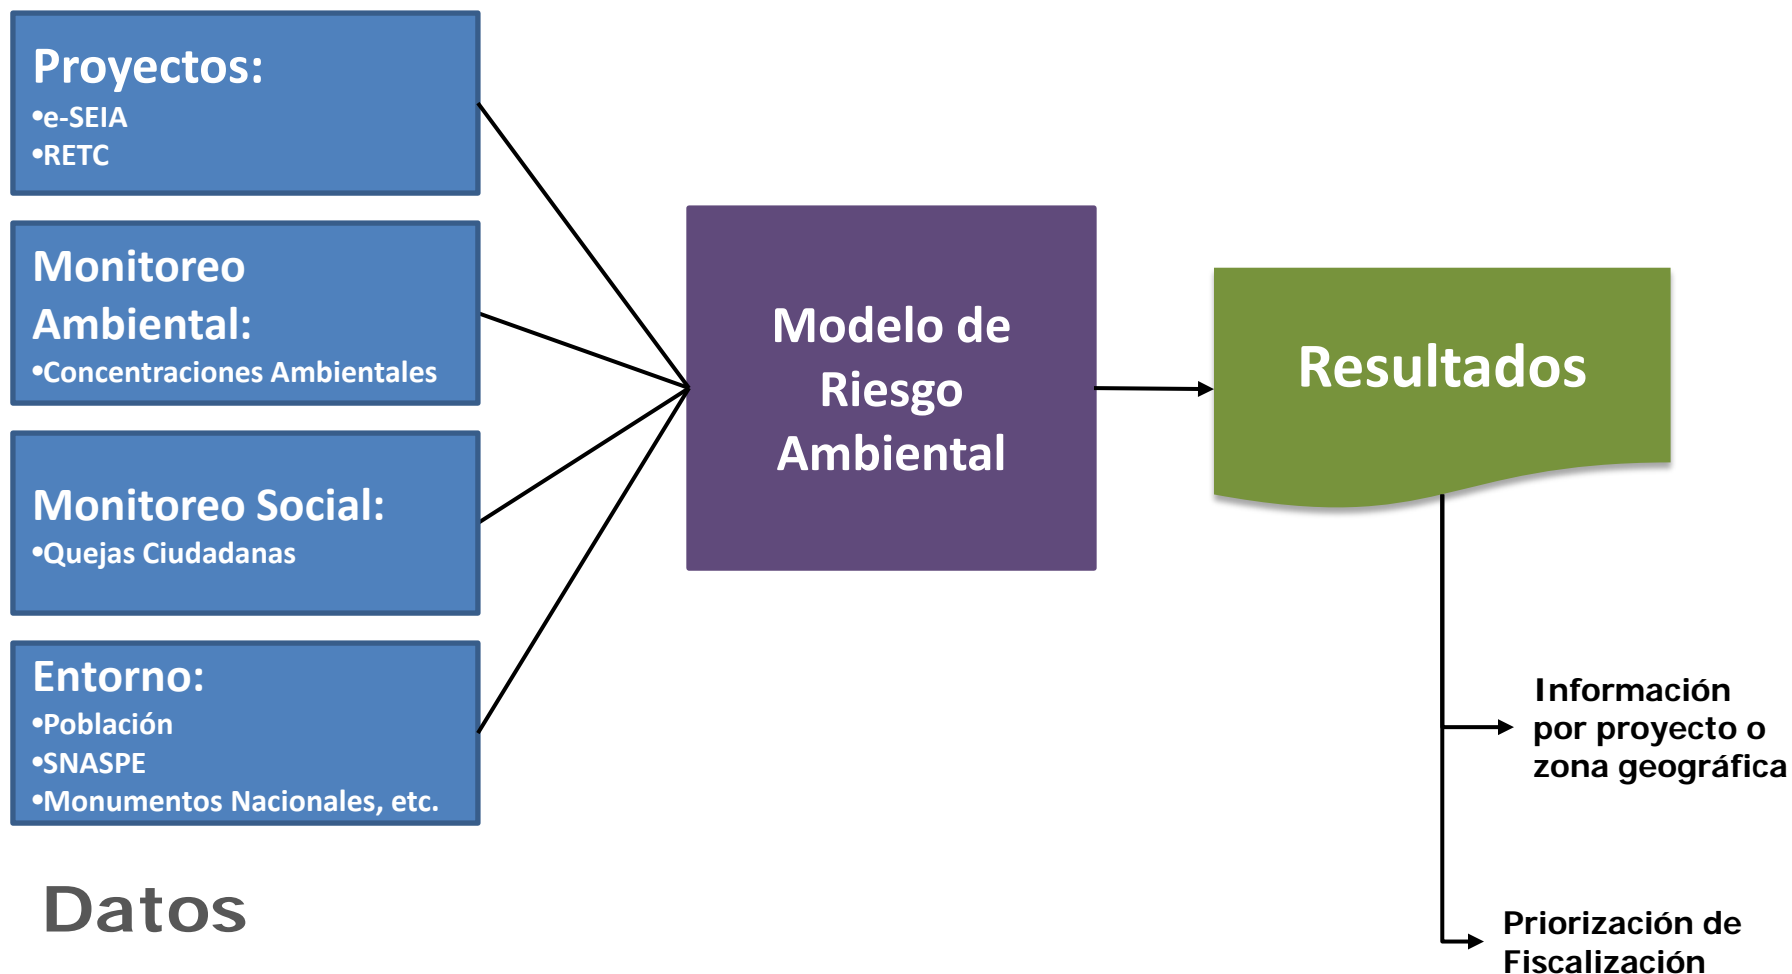 Proyectos:
•e-SEIA
•RETC
Monitoreo
Ambiental:
•Concentraciones Ambientales
Monitoreo Social:
•Quejas Ciudadanas
Entorno:
•Población
•SNASPE
•Monumentos Nacionales, etc.
Datos
Modelo de
Riesgo
Ambiental
Resultados
Información
por proyecto o
zona geográfica
Priorización de
Fiscalización